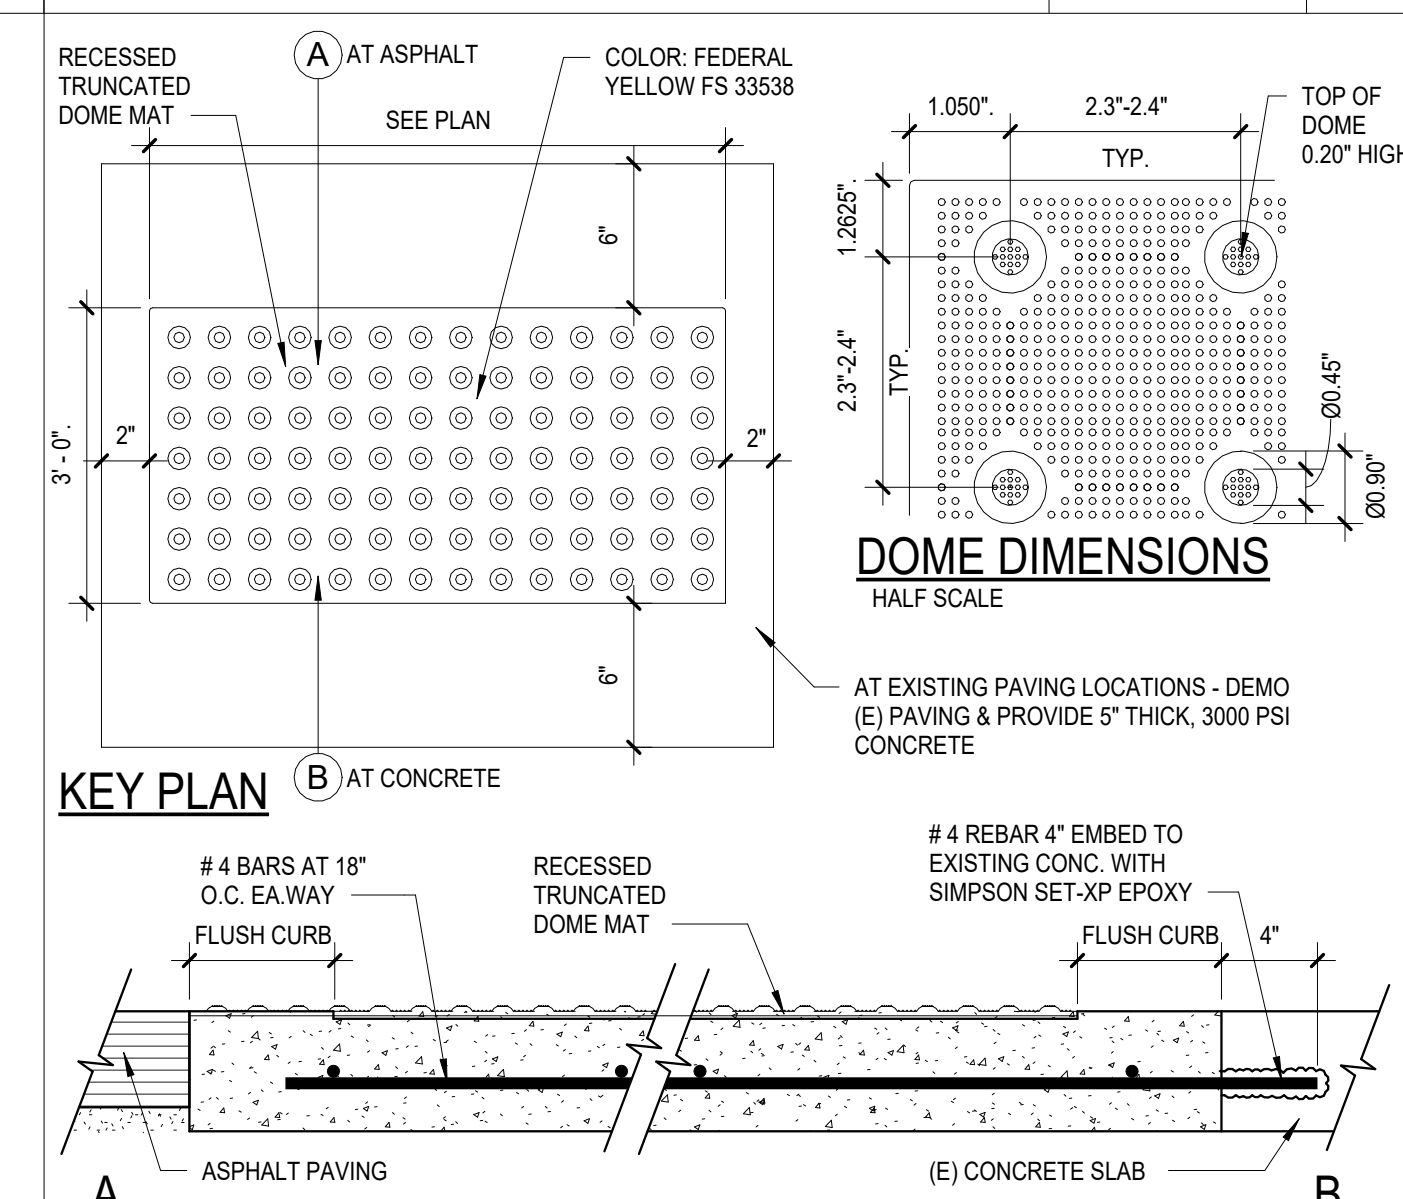 RECESSED
TRUNCATED
DOME MAT
A AT ASPHALT
SEE PLAN
COLOR: FEDERAL
YELLOW FS 33538
6"
3' - 0".
2"
2"
6"
AT EXISTING PAVING LOCATIONS - DEMO
(E) PAVING & PROVIDE 5" THICK, 3000 PSI
CONCRETE
B AT CONCRETE
KEY PLAN
1.050".
2.3"-2.4"
TYP.
TOP OF
DOME
0.20" HIGH
1.2625".
2.3"-2.4"
TYP.
Ø0.45"
Ø0.90"
DOME DIMENSIONS
HALF SCALE
# 4 BARS AT 18"
O.C. EA.WAY
FLUSH CURB
RECESSED
TRUNCATED
DOME MAT
# 4 REBAR 4" EMBED TO
EXISTING CONC. WITH
SIMPSON SET-XP EPOXY
FLUSH CURB
4"
ASPHALT PAVING
(E) CONCRETE SLAB
A
B